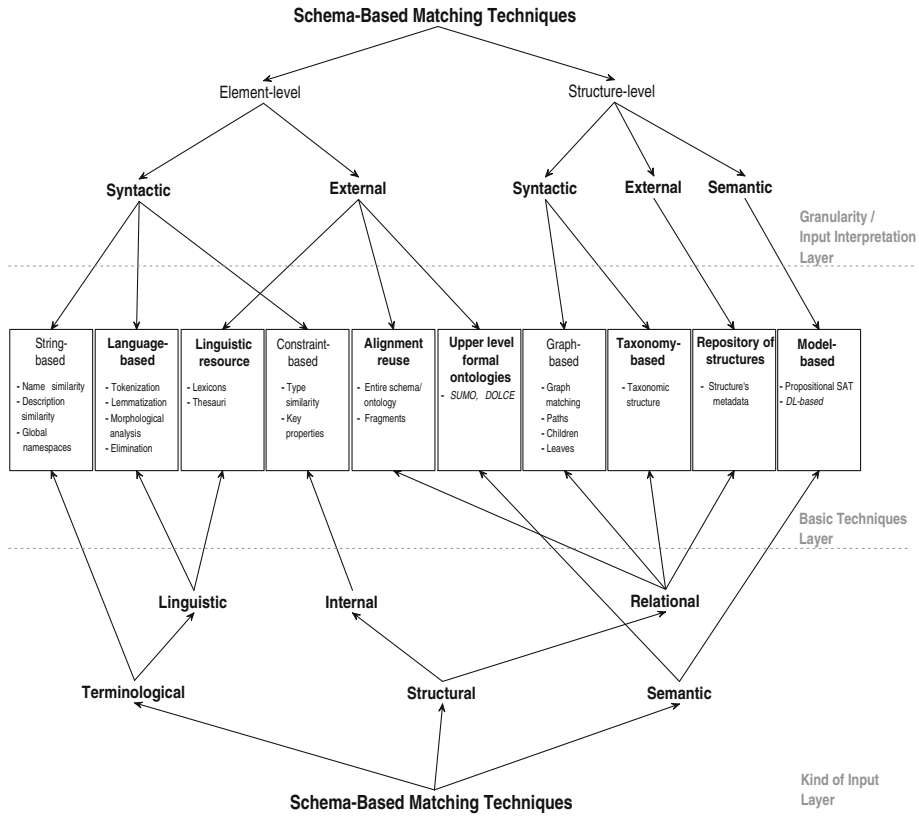 Schema-Based Matching Techniques
Element-level
Structure-level
Syntactic
External
Syntactic
External
Semantic
Granularity /
Input Interpretation
Layer
String-
based
- Name similarity
- Description
similarity
- Global
namespaces
Language-
based
- Tokenization
- Lemmatization
- Morphological
analysis
- Elimination
Linguistic
resource
- Lexicons
- Thesauri
Constraint-
based
- Type
similarity
- Key
properties
Alignment
reuse
- Entire schema/
ontology
- Fragments
Upper level
formal
ontologies
- SUMO, DOLCE
Graph-
based
- Graph
matching
- Paths
- Children
- Leaves
Taxonomy-
based
- Taxonomic
structure
Repository of
structures
- Structure's
metadata
Model-
based
- Propositional SAT
- DL-based
Basic Techniques
Layer
Linguistic
Internal
Relational
Terminological
Structural
Semantic
Kind of Input
Layer
Schema-Based Matching Techniques